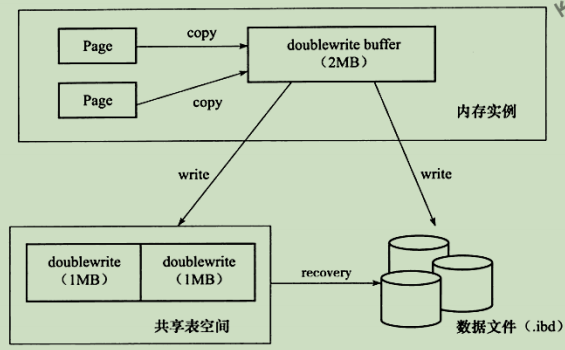 Page
copy
doublewrite buffer
（2MB）
Page
copy
内存实例
write
write
doublewrite
（1MB）
doublewrite
（1MB）
recovery
共享表空间
数据文件（.ibd）